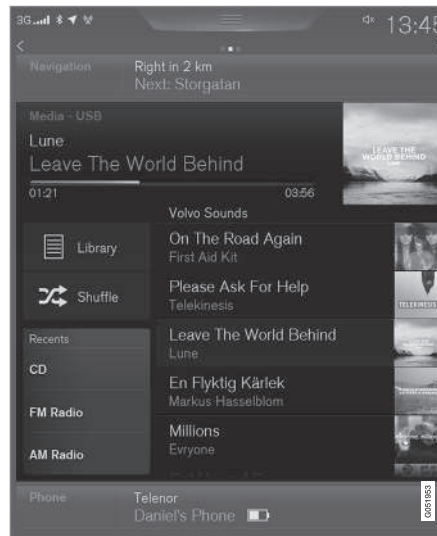 3G
13:45
Navigation
Right in 2 km
Next: Storgatan
Media - USB
Lune
Leave The World Behind
01:21
03:56
LEAVE THE
WORLD BEHIND
Volvo Sounds
Library
Shuffle
On The Road Again
First Aid Kit
Please Ask For Help
Telekinesis
TELEKINESIS
Leave The World Behind
Lune
En Flyktig Kärlek
Markus Hasselblom
Millions
Evryone
Recents
CD
FM Radio
AM Radio
Phone
Telenor
Daniel's Phone
G051953